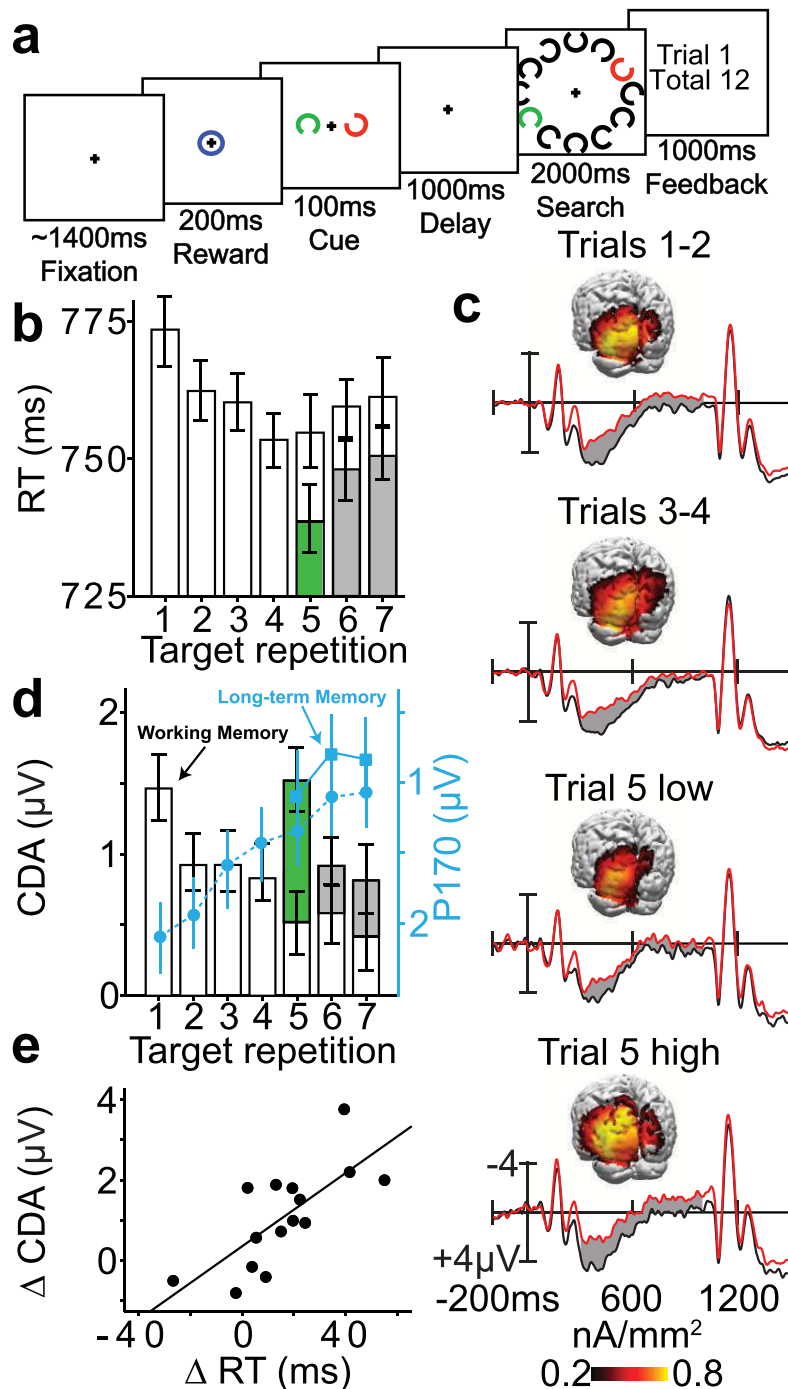 a
~1400ms
Fixation
200ms
Reward
100ms
Cue
1000ms
Delay
2000ms
Search
Trial 1
Total 12
1000ms
Feedback
b
RT (ms)
775
750
725
1 2 3 4 5 6 7
Target repetition
c
Trials 1-2
Trials 3-4
Trial 5 low
Trial 5 high
-4
+4µV
-200ms 600 1200
nA/mm²
0.2 0.8
d
CDA (µV)
2
1
0
Working Memory
Long-term Memory
1
2
P170 (µV)
1 2 3 4 5 6 7
Target repetition
e
Δ CDA (µV)
4
2
0
-40 0 40
Δ RT (ms)